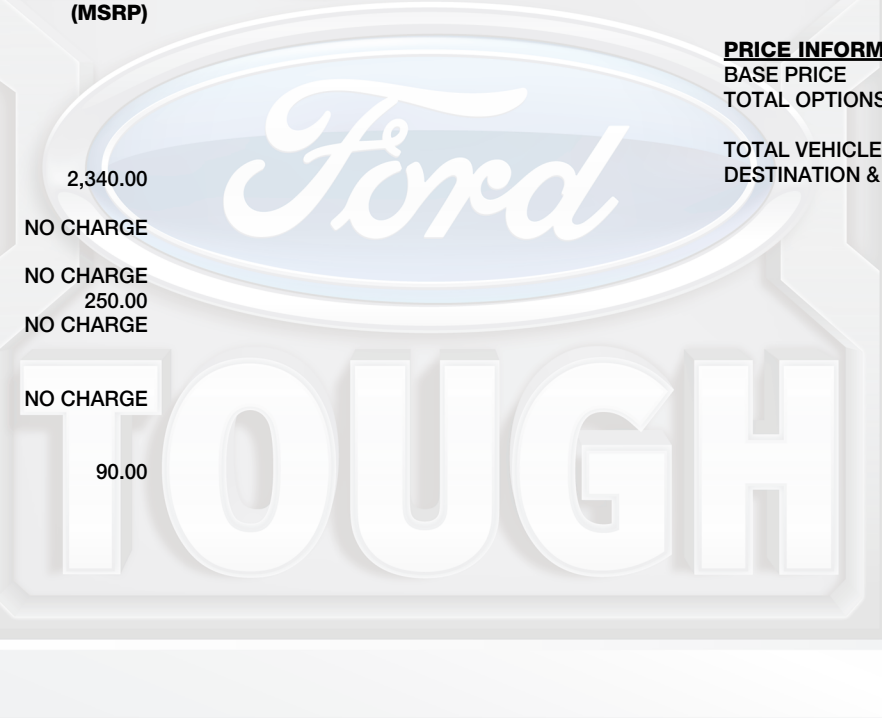 (MSRP)
2,340.00
NO CHARGE
NO CHARGE
250.00
NO CHARGE
NO CHARGE
90.00
PRICE INFORM
BASE PRICE
TOTAL OPTIONS
TOTAL VEHICLE
DESTINATION &
Ford
TOUGH